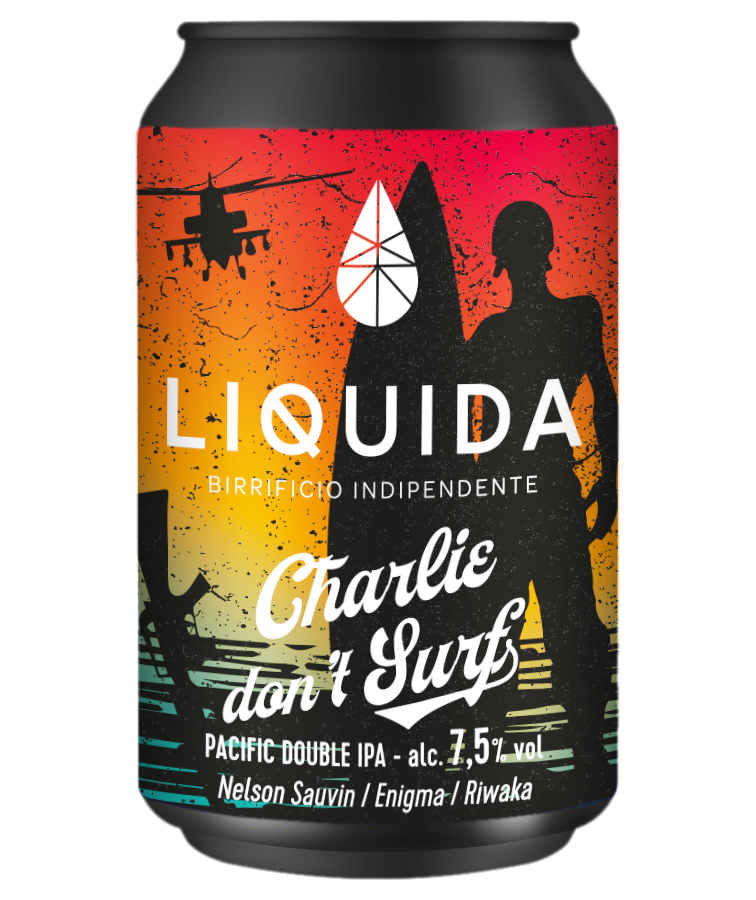 LIQUIDA
BIRRIFICIO INDIPENDENTE
Charlie
don't Surf
PACIFIC DOUBLE IPA - alc. 7,5% vol
Nelson Sauvin / Enigma / Riwaka